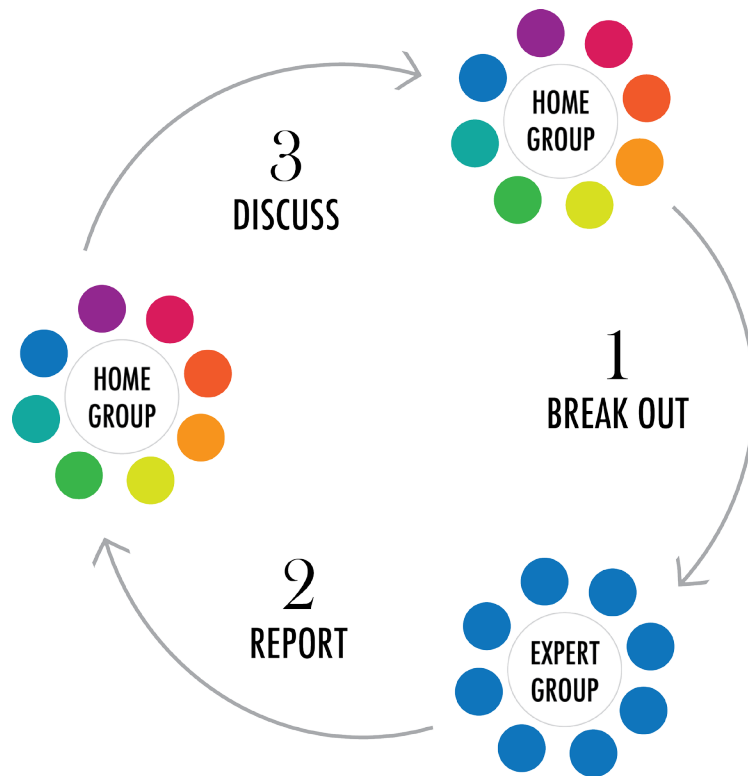 HOME
GROUP
3
DISCUSS
1
BREAK OUT
HOME
GROUP
2
REPORT
EXPERT
GROUP